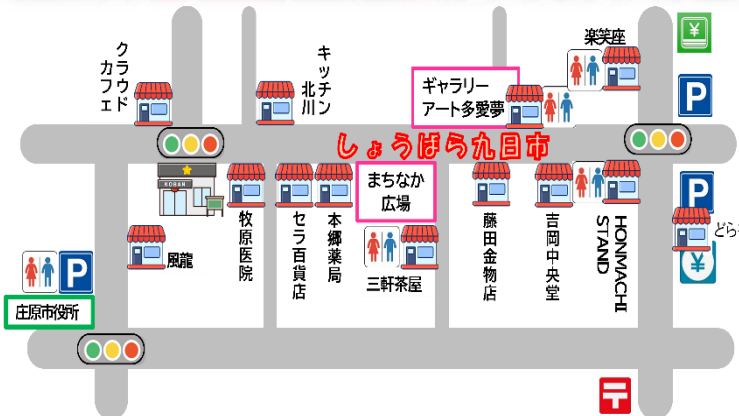 楽笑座
クラウド
カフェ
キッチン
北川
ギャラリー
アート多愛夢
しょうばら九日市
KOBAN
まちなか
広場
牧原医院
セラ百貨店
本郷薬局
藤田金物店
吉岡中央堂
HONMACHI
STAND
風龍
三軒茶屋
どら
庄原市役所
P
P
P
¥
¥
〒